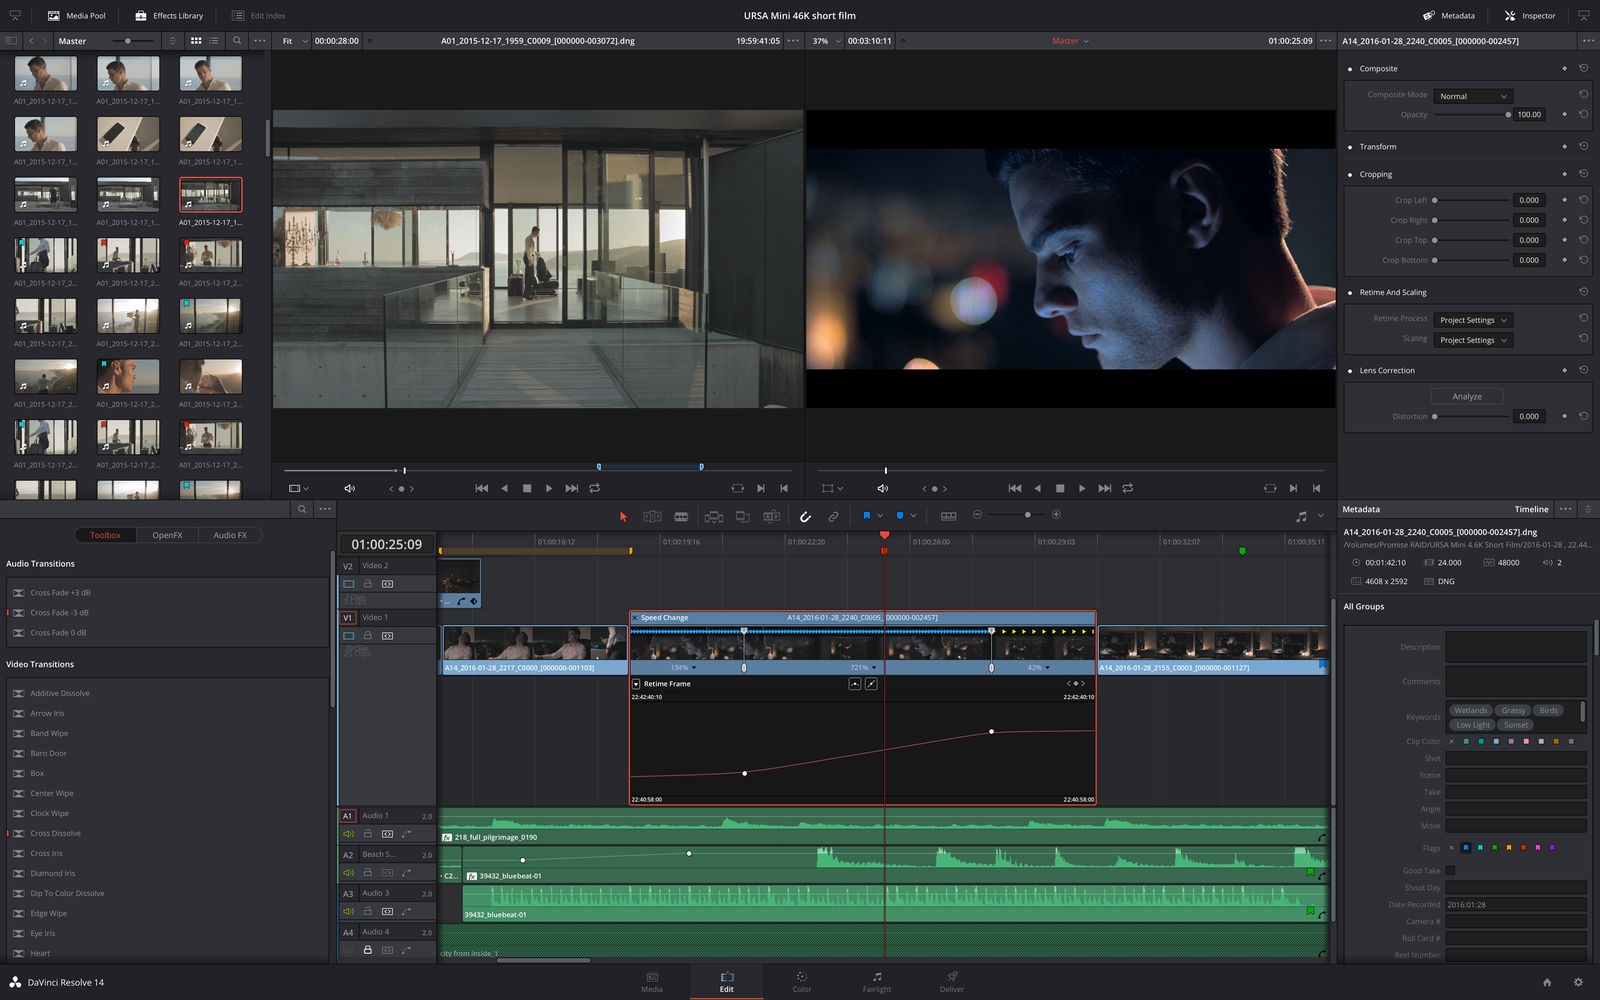 Media Pool
Effects Library
Edit Index
URSA Mini 46K short film
Metadata
Inspector
Master
Fit
00:00:28:00
A01_2015-12-17_1959_C0009_[000000-003072].dng
19:59:41:05
37%
00:03:10:11
Master
01:00:25:09
A14_2016-01-28_2240_C0005_[000000-002457]
A01_2015-12-17_1...
A01_2015-12-17_1...
A01_2015-12-17_1...
A01_2015-12-17_1...
A01_2015-12-17_1...
A01_2015-12-17_1...
A01_2015-12-17_1...
A01_2015-12-17_1...
A01_2015-12-17_1...
A01_2015-12-17_2...
A01_2015-12-17_2...
A01_2015-12-17_2...
A01_2015-12-17_2...
A01_2015-12-17_2...
A01_2015-12-17_2...
A01_2015-12-17_2...
A01_2015-12-17_2...
A01_2015-12-17_2...
A01_2015-12-17_2...
A01_2015-12-17_2...
A01_2015-12-17_2...
Composite
Composite Mode Normal
Opacity 100.00
Transform
Cropping
Crop Left 0.000
Crop Right 0.000
Crop Top 0.000
Crop Bottom 0.000
Retime And Scaling
Retime Process Project Settings
Scaling Project Settings
Lens Correction
Analyze
Distortion 0.000
Toolbox
OpenFX
Audio FX
Audio Transitions
Cross Fade +3 dB
Cross Fade -3 dB
Cross Fade 0 dB
Video Transitions
Additive Dissolve
Arrow Iris
Band Wipe
Barn Door
Box
Center Wipe
Clock Wipe
Cross Dissolve
Cross Iris
Diamond Iris
Dip To Color Dissolve
Edge Wipe
Eye Iris
Heart
01:00:25:09
01:00:16:12
01:00:19:16
01:00:22:20
01:00:26:00
01:00:29:03
01:00:32:07
01:00:35:11
V2 Video 2
V1 Video 1
Speed Change
A14_2016-01-28_2240_C0005_[000000-002457]
A14_2016-01-28_2217_C0000_[000000-001103]
134%
721%
42%
A14_2016-01-28_2155_C0003_[000000-001127]
Retime Frame
22:42:40:10
22:42:40:10
22:40:58:00
22:40:58:00
A1 Audio 1 2.0
218_full_pilgrimage_0190
A2 Beach S... 2.0
C2...
39432_bluebeat-01
A3 Audio 3 2.0
39432_bluebeat-01
A4 Audio 4 2.0
city from inside_1
Metadata
Timeline
A14_2016-01-28_2240_C0005_[000000-002457].dng
/Volumes/Promise RAID/URSA Mini 4.6K Short Film/2016-01-28 , 22.44...
00:01:42:10
24.000
48000
2
4608 x 2592
DNG
All Groups
Description
Comments
Keywords
Wetlands
Grassy
Birds
Low Light
Sunset
Clip Color
Shot
Scene
Take
Angle
Move
Flags
Good Take
Shoot Day
Date Recorded 2016:01:28
Camera #
Roll Card #
Reel Number
DaVinci Resolve 14
Media
Edit
Color
Fairlight
Deliver